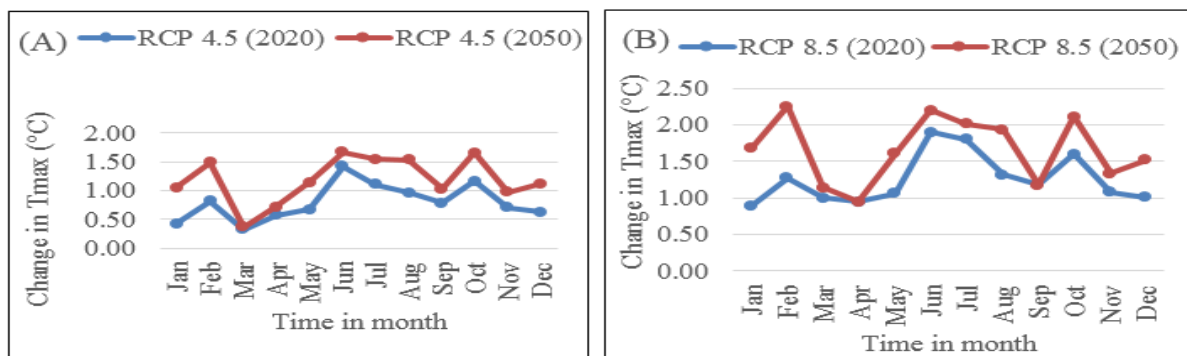 (A) RCP 4.5 (2020) RCP 4.5 (2050)
Change in Tmax (°C)
2.00
1.50
1.00
0.50
0.00
Jan Feb Mar Apr May Jun Jul Aug Sep Oct Nov Dec
Time in month
(B) RCP 8.5 (2020) RCP 8.5 (2050)
Change in Tmax (°C)
2.50
2.00
1.50
1.00
0.50
0.00
Jan Feb Mar Apr May Jun Jul Aug Sep Oct Nov Dec
Time in month